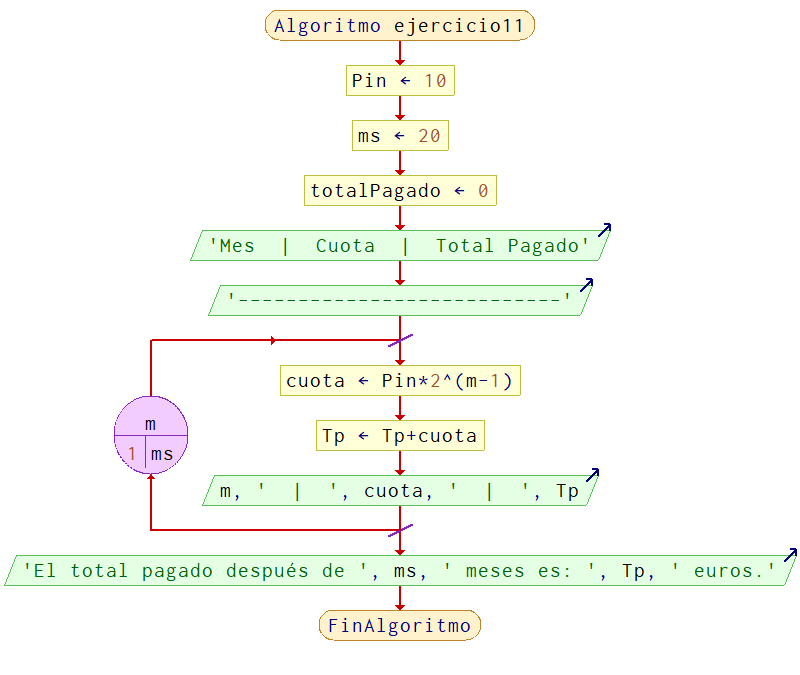 Algoritmo ejercicio11
Pin ← 10
ms ← 20
totalPagado ← 0
'Mes  |  Cuota  |  Total Pagado'
'---------------------------'
cuota ← Pin*2^(m-1)
m
1 ms
Tp ← Tp+cuota
m, '  |  ', cuota, '  |  ', Tp
'El total pagado después de ', ms, ' meses es: ', Tp, ' euros.'
FinAlgoritmo